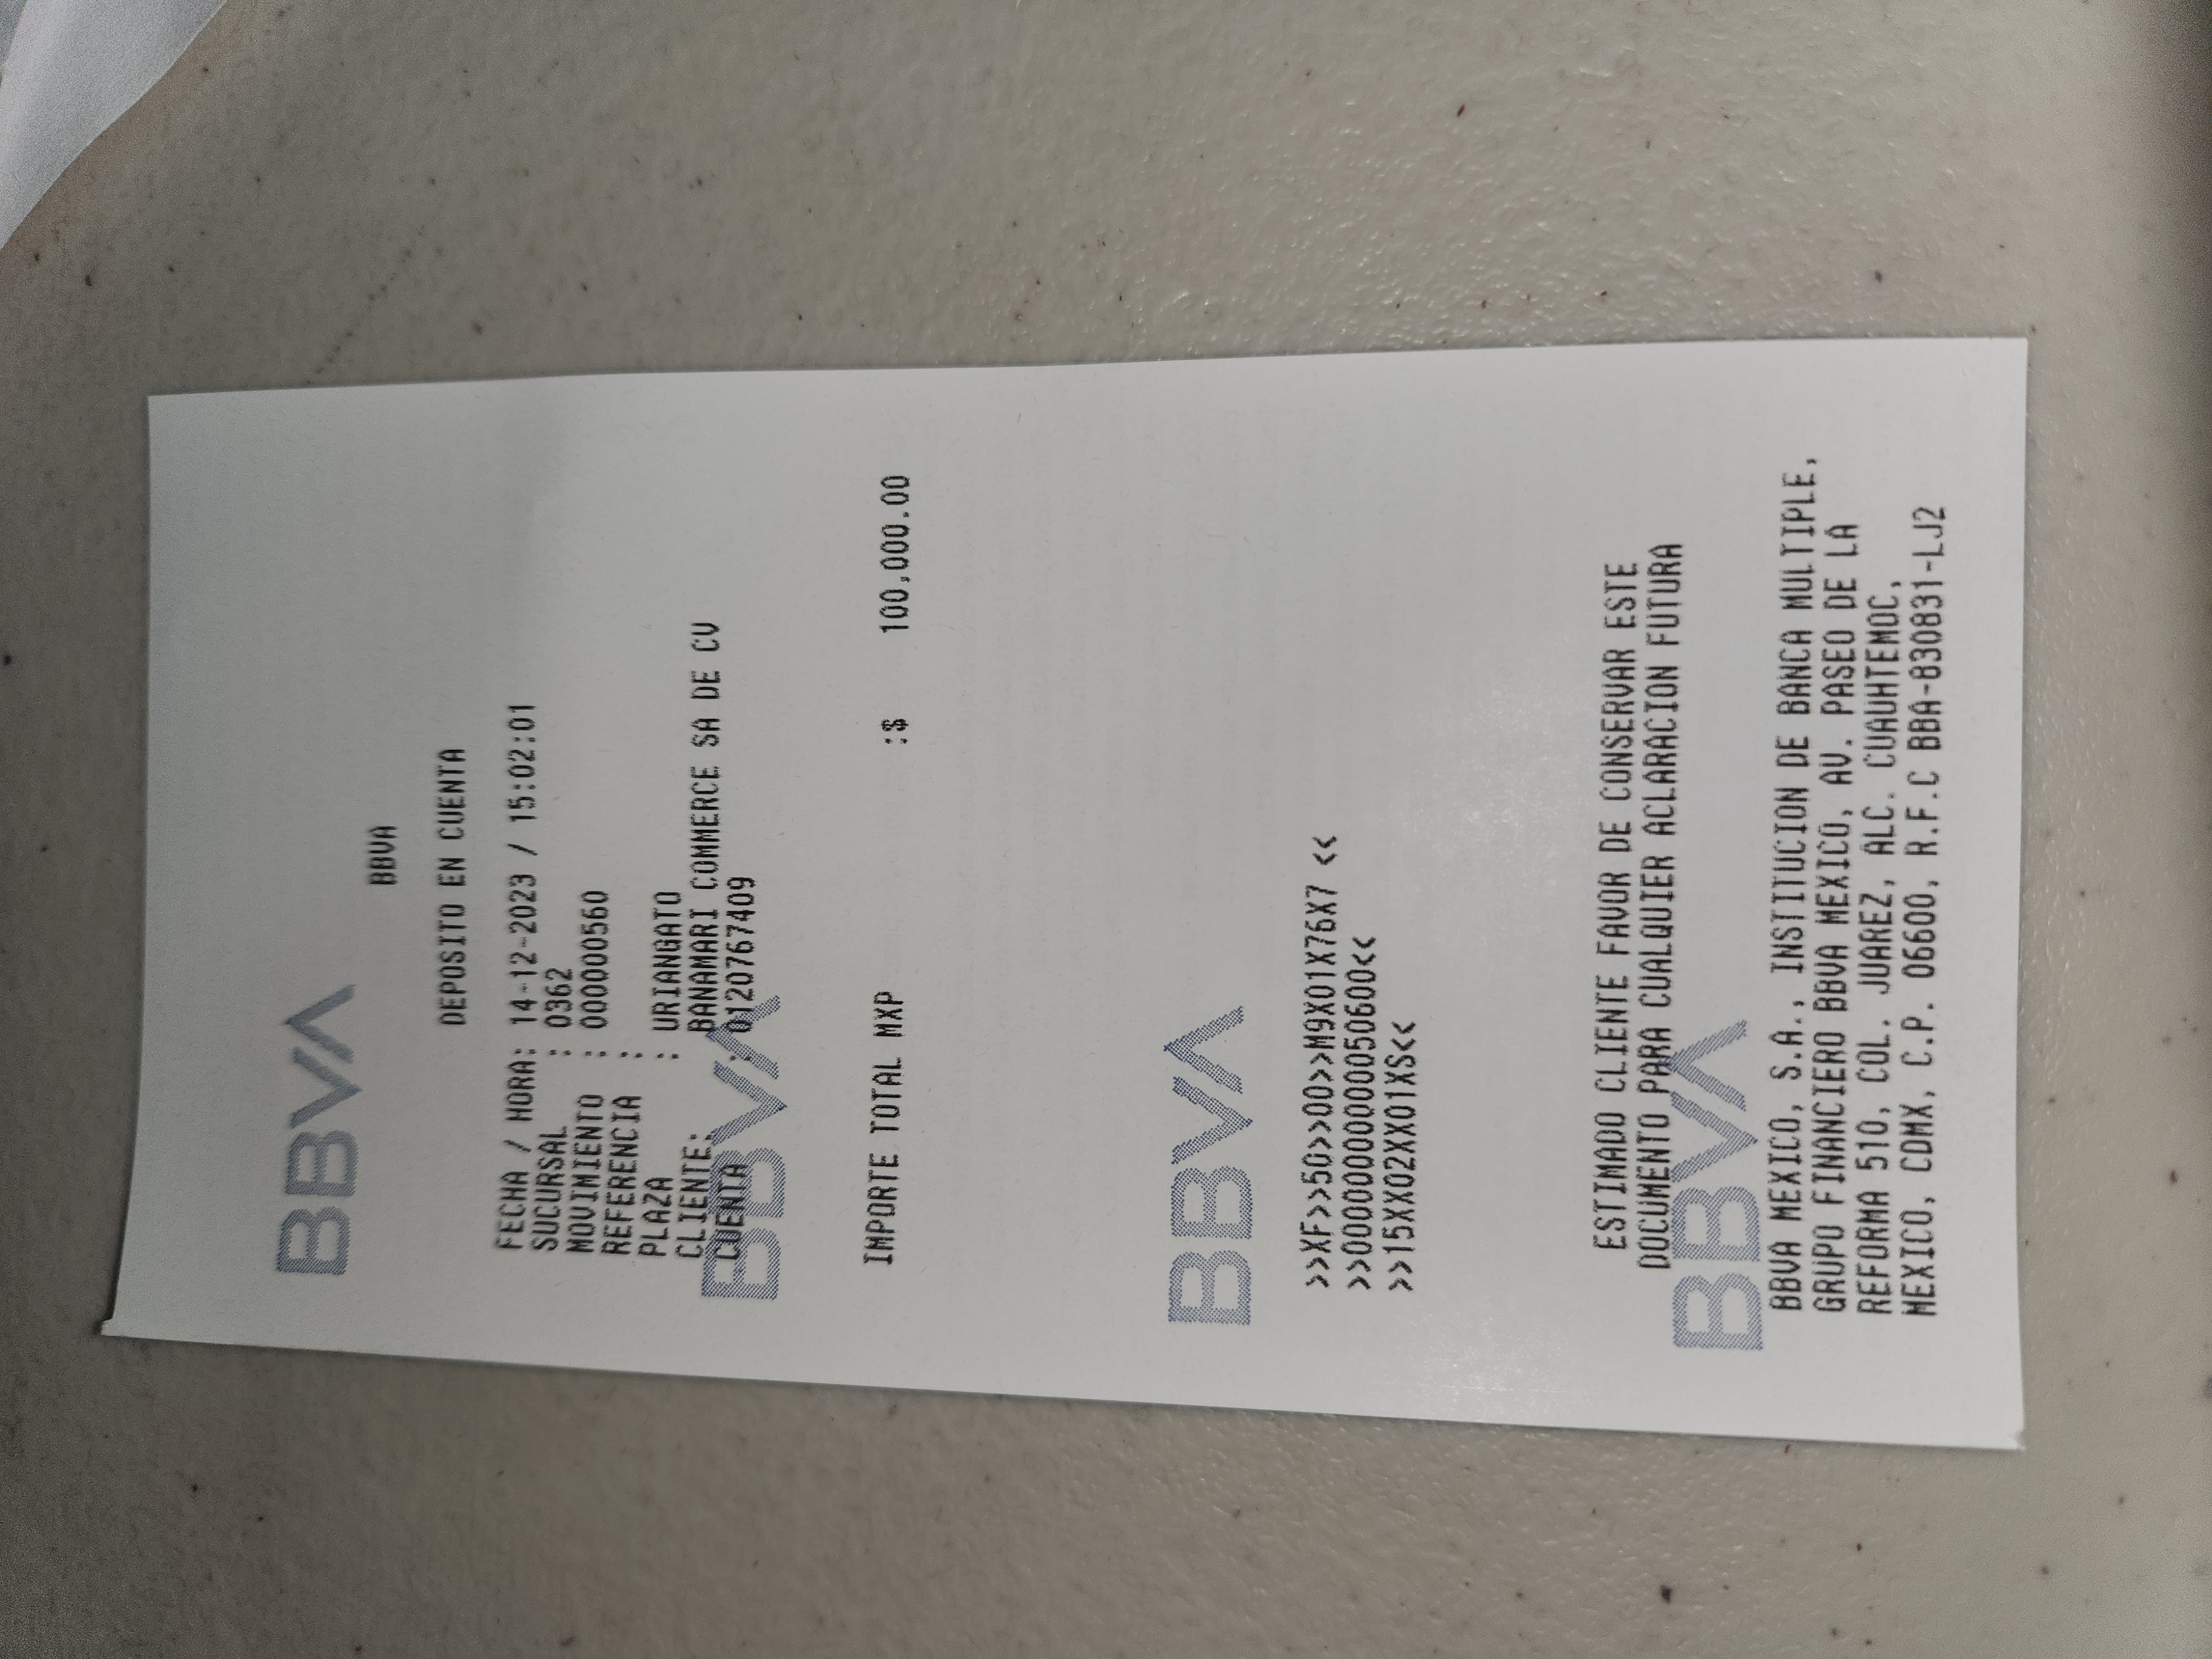 BBVA
BBVA
DEPOSITO EN CUENTA
FECHA / HORA: 14-12-2023 / 15:02:01
SUCURSAL : 0362
MOVIMIENTO : 000000560
REFERENCIA :
PLAZA : URIANGATO
CLIENTE: BANAMARI COMMERCE SA DE CV
CUENTA : 0120767409
BBVA
IMPORTE TOTAL MXP :$ 100,000.00
BBVA
>>XF>>50>>00>>M9X01X76X7 <<
>>00000000000050600<<
>>15XX02XX01XS<<
ESTIMADO CLIENTE FAVOR DE CONSERVAR ESTE
DOCUMENTO PARA CUALQUIER ACLARACION FUTURA
BBVA
BBVA MEXICO, S.A., INSTITUCION DE BANCA MULTIPLE,
GRUPO FINANCIERO BBVA MEXICO, AV. PASEO DE LA
REFORMA 510, COL. JUAREZ, ALC. CUAUHTEMOC,
MEXICO, CDMX, C.P. 06600, R.F.C BBA-830831-LJ2